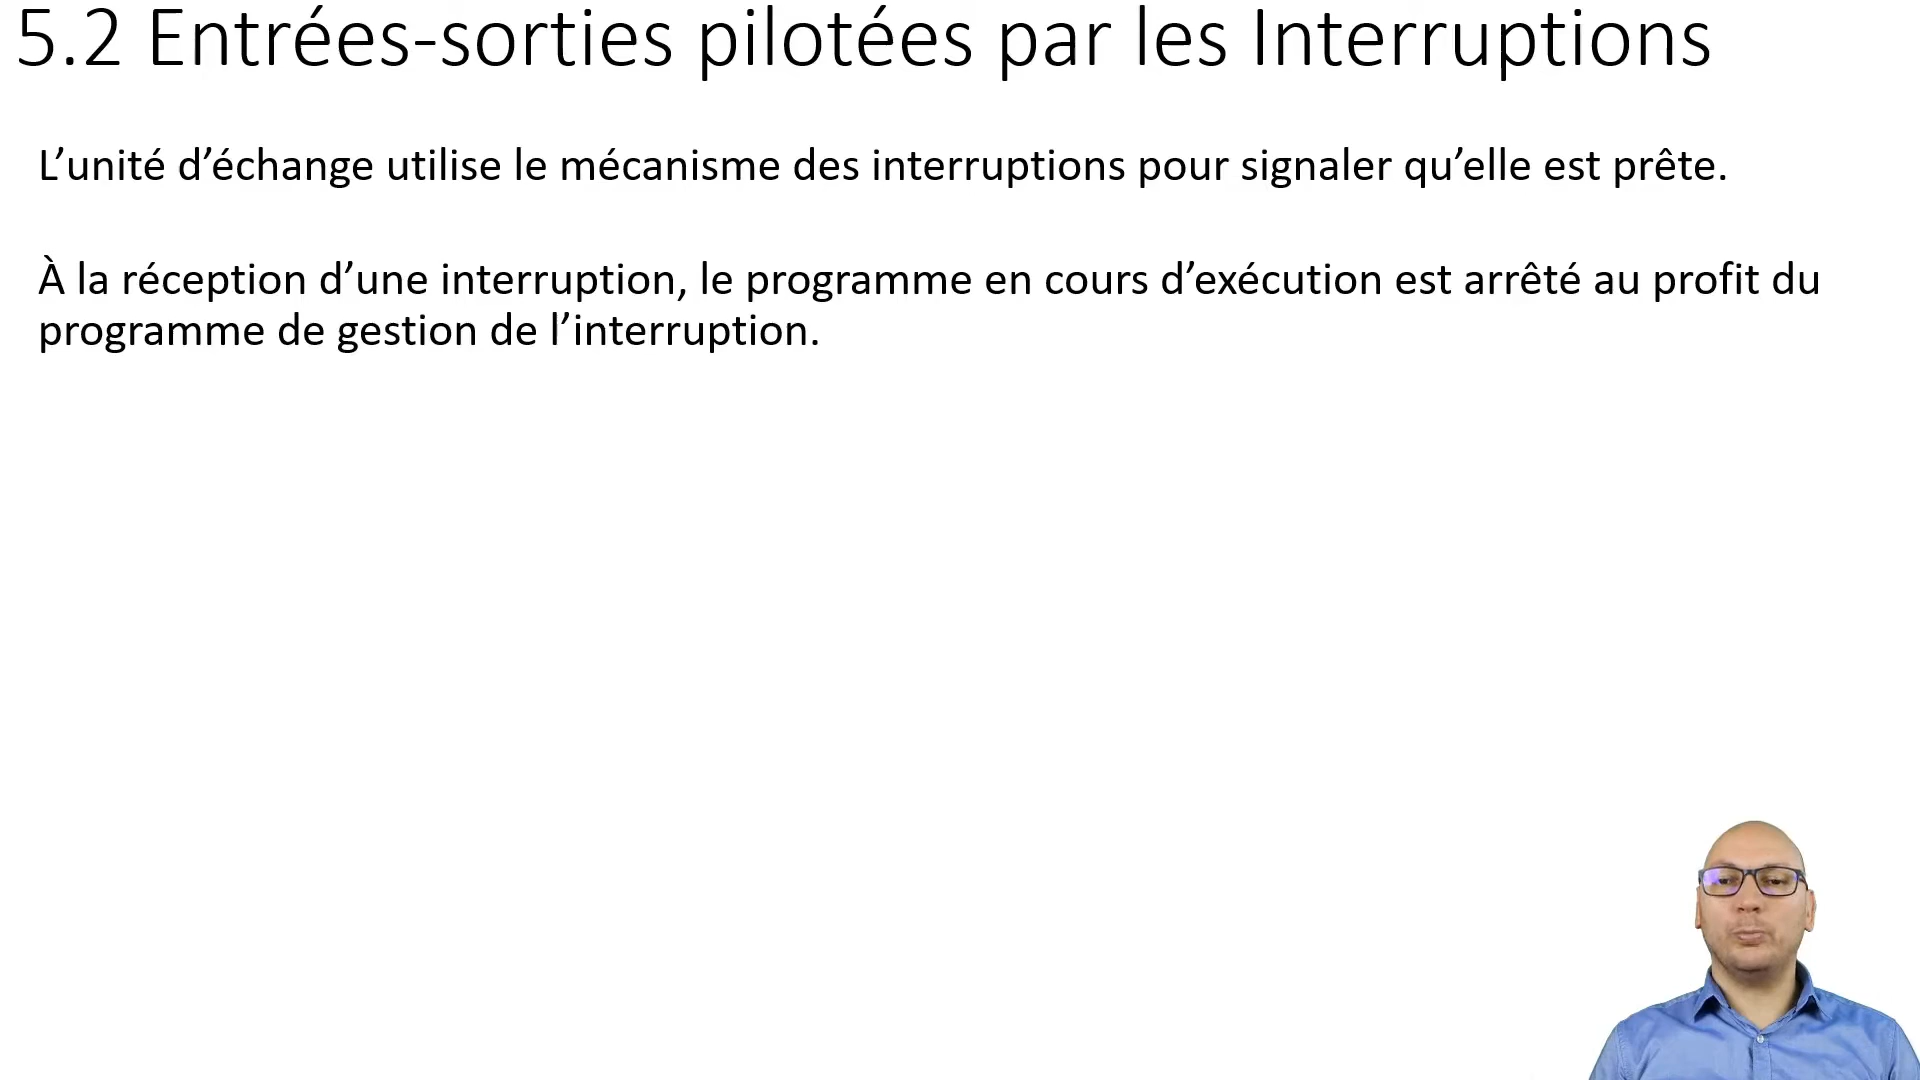 5.2 Entrées-sorties pilotées par les Interruptions
L’unité d’échange utilise le mécanisme des interruptions pour signaler qu’elle est prête.
À la réception d’une interruption, le programme en cours d’exécution est arrêté au profit du
programme de gestion de l’interruption.